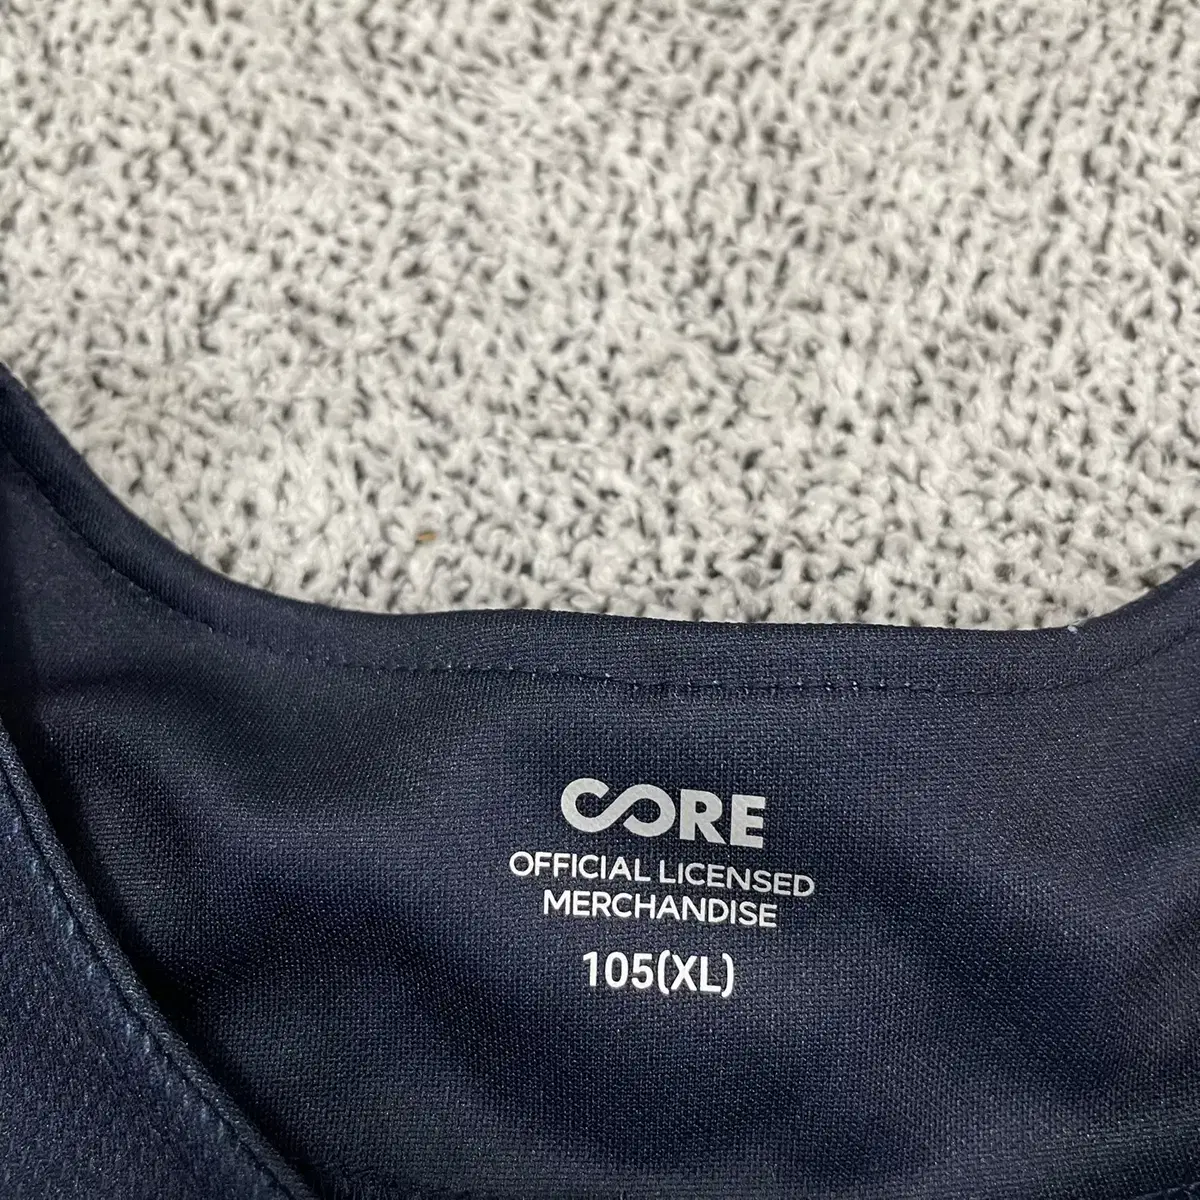 CORE
OFFICIAL LICENSED
MERCHANDISE
105(XL)